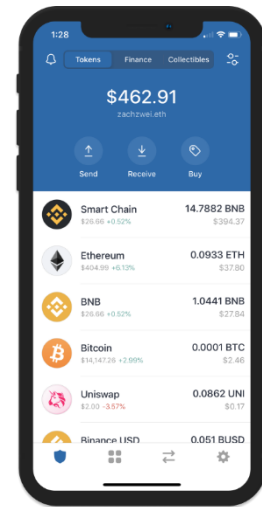 1:28
Tokens Finance Collectibles
$462.91
zachzwei.eth
Send Receive Buy
Smart Chain 14.7882 BNB
$26.66 +0.52% $394.37
Ethereum 0.0933 ETH
$404.99 +6.13% $37.80
BNB 1.0441 BNB
$26.66 +0.52% $27.84
Bitcoin 0.0001 BTC
$14,147.26 +2.99% $2.46
Uniswap 0.0862 UNI
$2.00 -3.57% $0.17
Binance USD 0.051 BUSD